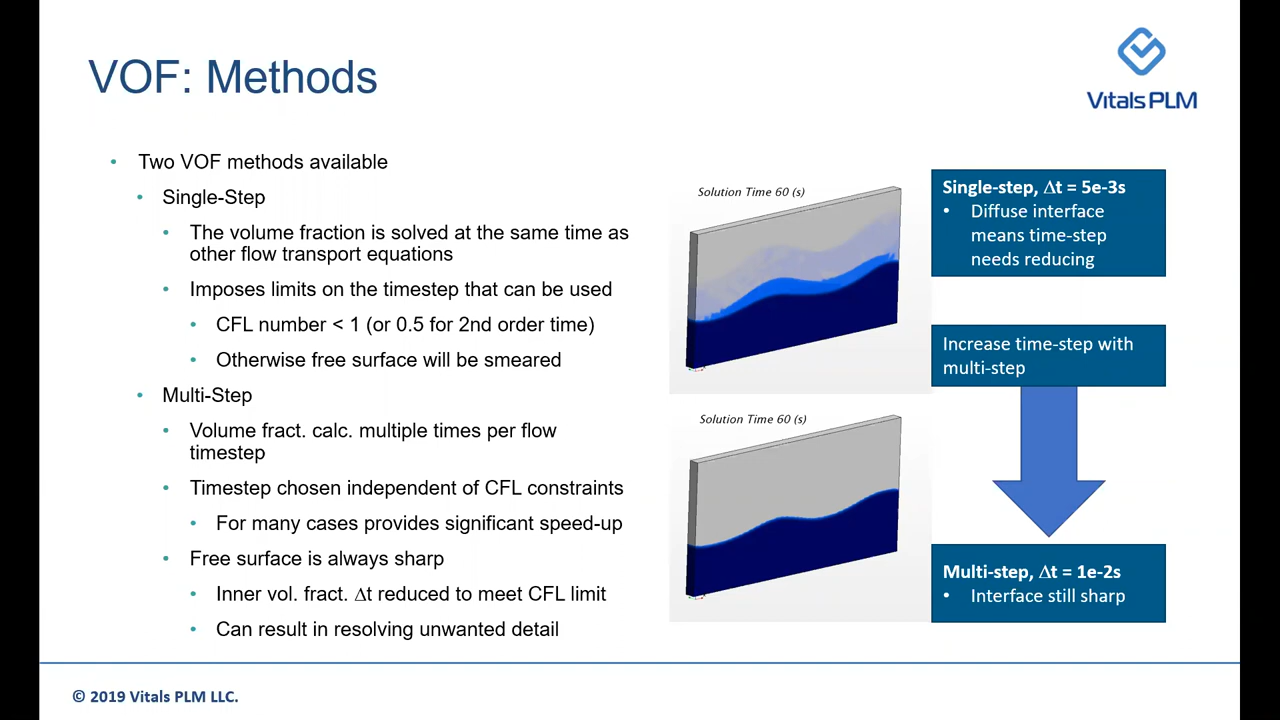 VOF: Methods
Vitals PLM
• Two VOF methods available
• Single-Step
• The volume fraction is solved at the same time as
other flow transport equations
• Imposes limits on the timestep that can be used
• CFL number < 1 (or 0.5 for 2nd order time)
• Otherwise free surface will be smeared
• Multi-Step
• Volume fract. calc. multiple times per flow
timestep
• Timestep chosen independent of CFL constraints
• For many cases provides significant speed-up
• Free surface is always sharp
• Inner vol. fract. Δt reduced to meet CFL limit
• Can result in resolving unwanted detail
Solution Time 60 (s)
Solution Time 60 (s)
Single-step, Δt = 5e-3s
• Diffuse interface
means time-step
needs reducing
Increase time-step with
multi-step
Multi-step, Δt = 1e-2s
• Interface still sharp
© 2019 Vitals PLM LLC.